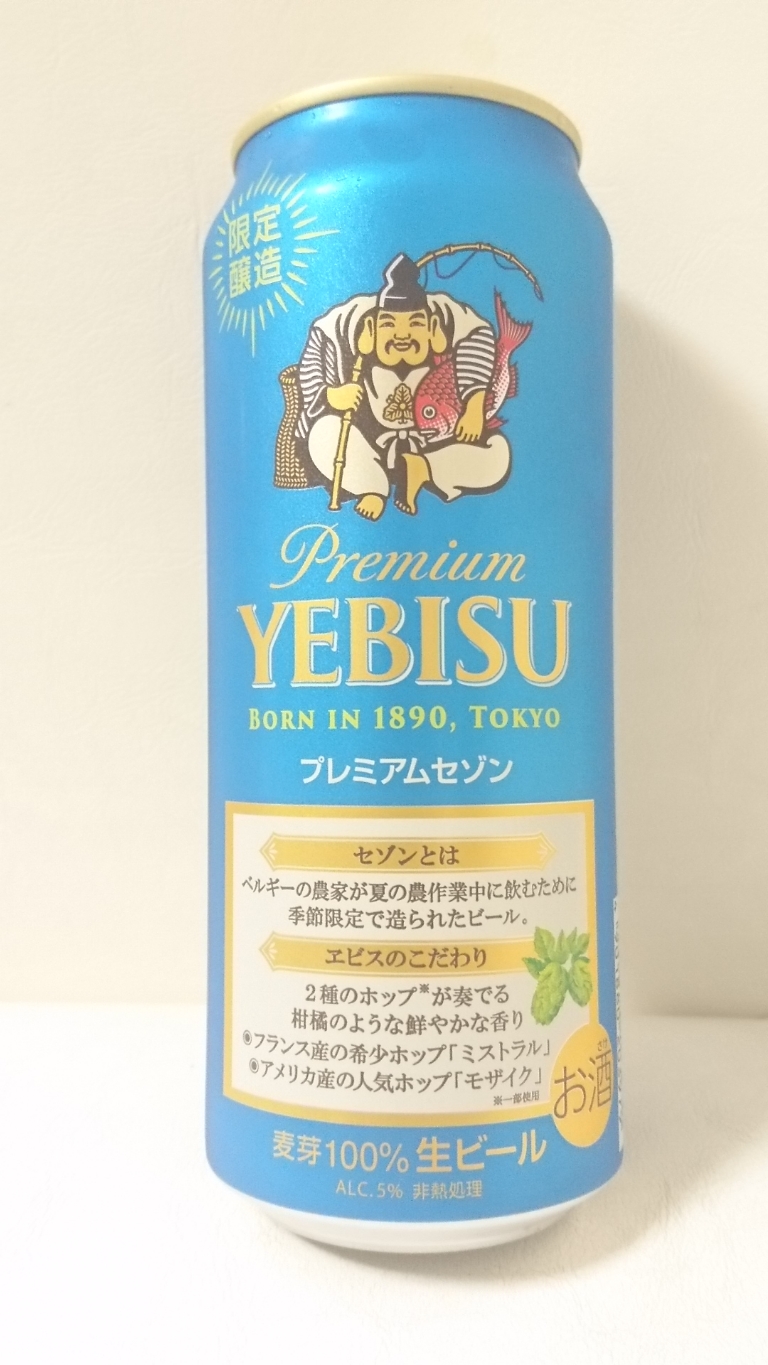 限定
醸造
Premium
YEBISU
BORN IN 1890, TOKYO
プレミアムセゾン
セゾンとは
ベルギーの農家が夏の農作業中に飲むために
季節限定で造られたビール。
ヱビスのこだわり
2種のホップ※が奏でる
柑橘のような鮮やかな香り
◉フランス産の希少ホップ「ミストラル」
◉アメリカ産の人気ホップ「モザイク」
※一部使用
さけ
お酒
麦芽100% 生ビール
ALC.5% 非熱処理